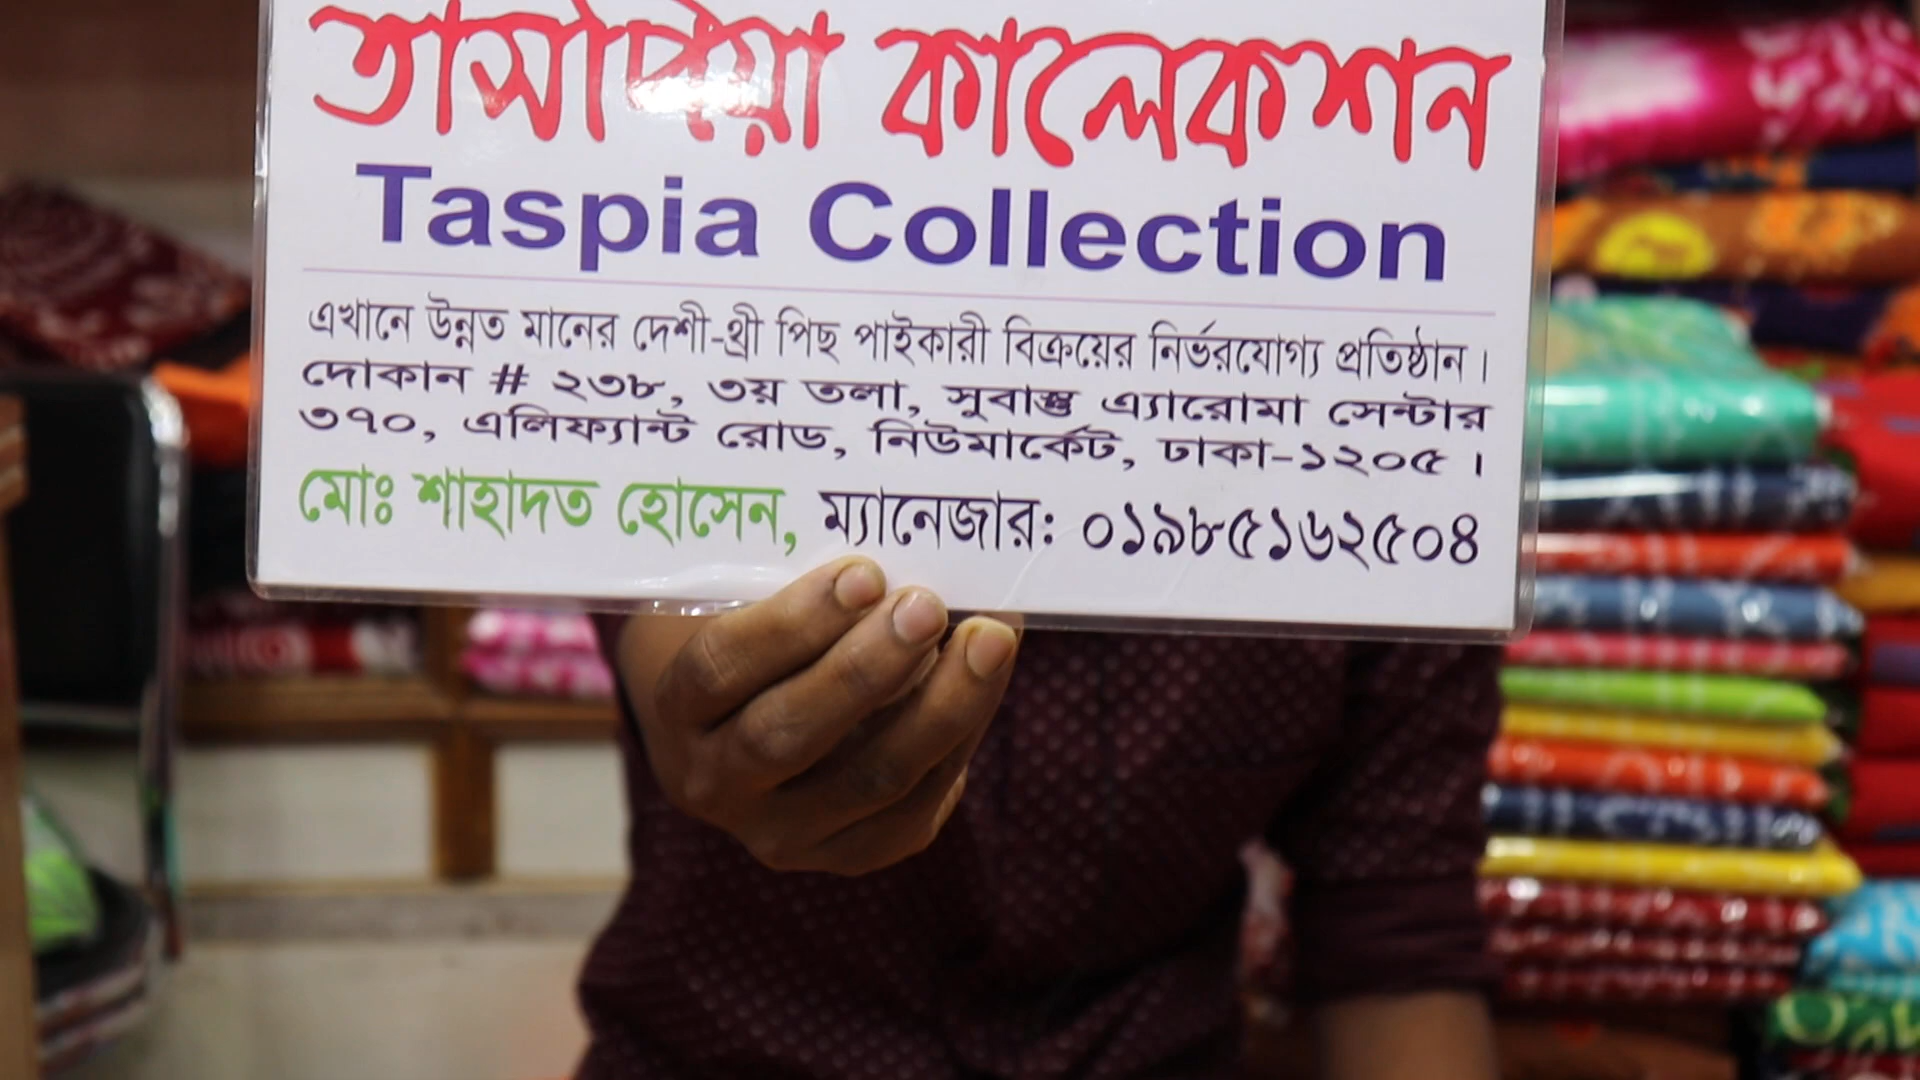 তাসপিয়া কালেকশন
Taspia Collection
এখানে উন্নত মানের দেশী-থ্রী পিছ পাইকারী বিক্রয়ের নির্ভরযোগ্য প্রতিষ্ঠান।
দোকান # ২৩৮, ৩য় তলা, সুবাস্তু এ্যারোমা সেন্টার
৩৭০, এলিফ্যান্ট রোড, নিউমার্কেট, ঢাকা-১২০৫।
মোঃ শাহাদত হোসেন, ম্যানেজার: ০১৯৮৫১৬২৫০৪